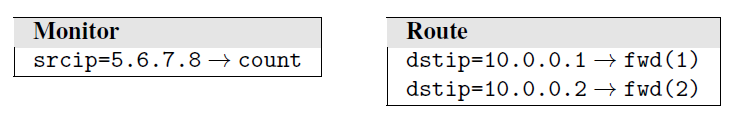 Monitor
srcip=5.6.7.8 → count
Route
dstip=10.0.0.1 → fwd(1)
dstip=10.0.0.2 → fwd(2)